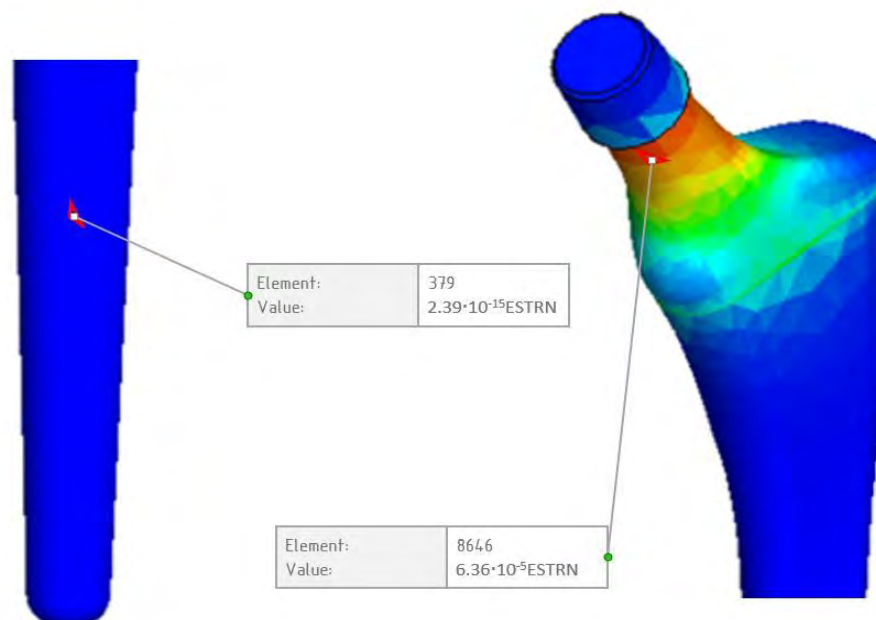 Element: 379
Value: 2.39·10⁻¹⁵ESTRN
Element: 8646
Value: 6.36·10⁻⁵ESTRN